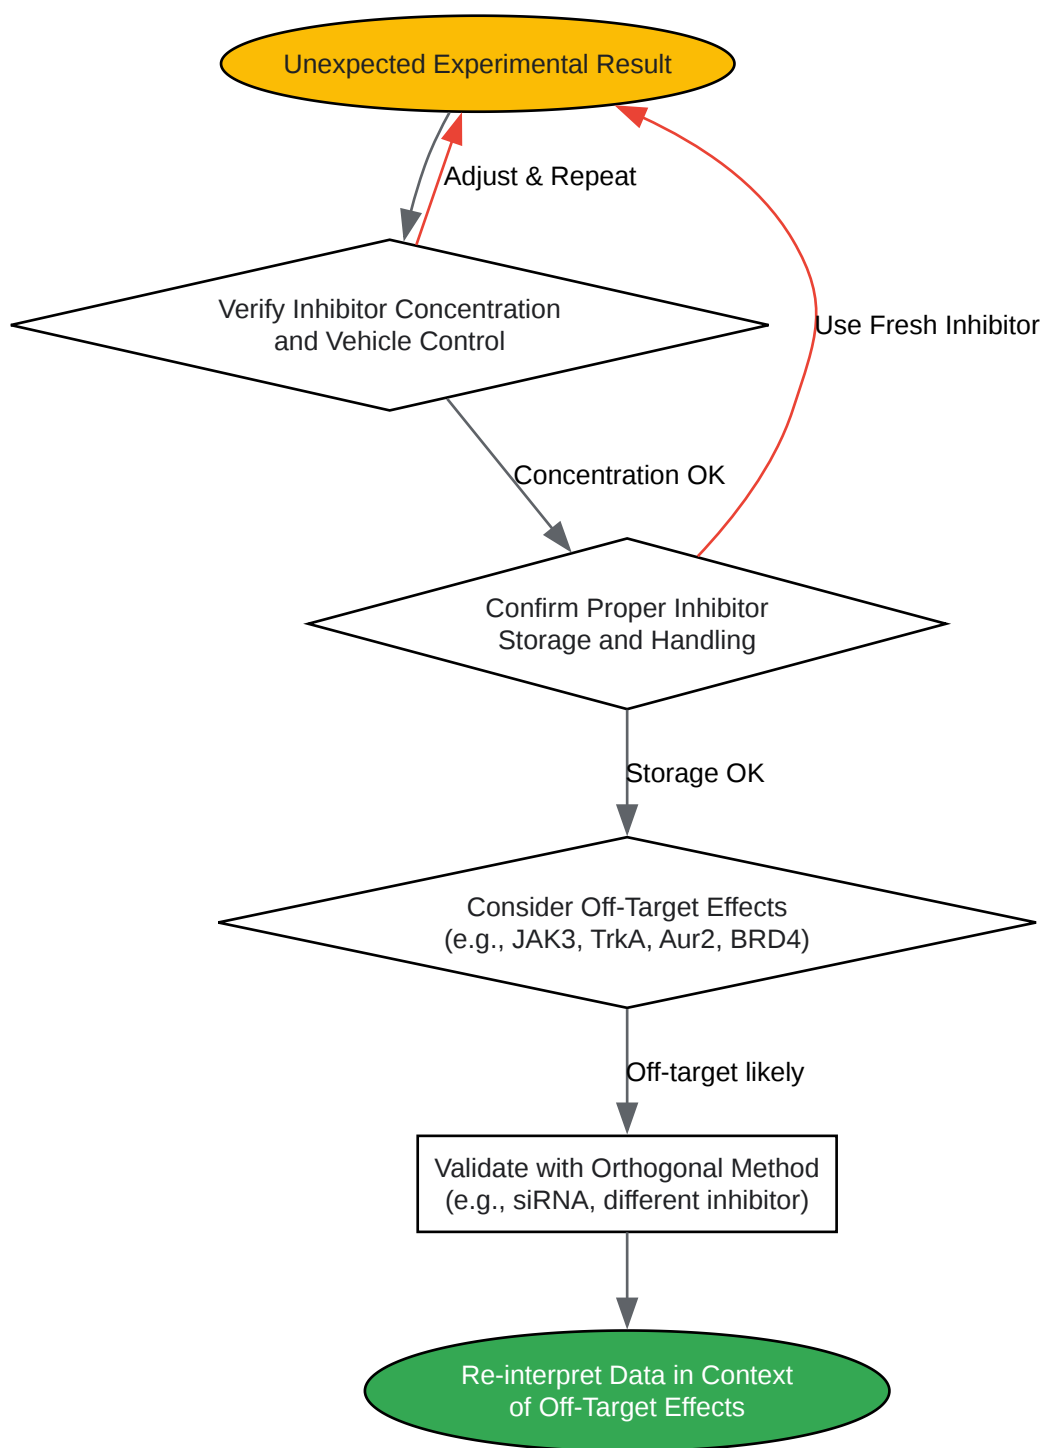 Unexpected Experimental Result
Adjust & Repeat
Verify Inhibitor Concentration
and Vehicle Control
Use Fresh Inhibitor
Concentration OK
Confirm Proper Inhibitor
Storage and Handling
Storage OK
Consider Off-Target Effects
(e.g., JAK3, TrkA, Aur2, BRD4)
Off-target likely
Validate with Orthogonal Method
(e.g., siRNA, different inhibitor)
Re-interpret Data in Context
of Off-Target Effects